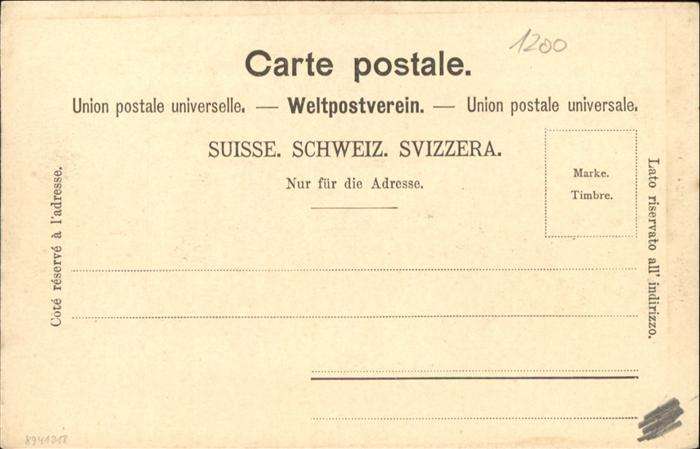 1200
Carte postale.
Union postale universelle. — Weltpostverein. — Union postale universale.
SUISSE. SCHWEIZ. SVIZZERA.
Nur für die Adresse.
Marke.
Timbre.
Coté réservé à l'adresse.
Lato riservato all' indirizzo.